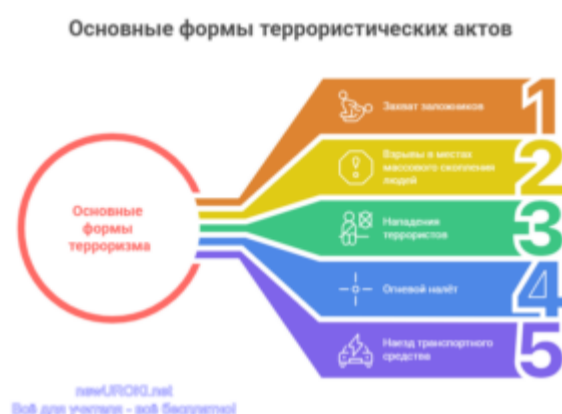 Основные формы террористических актов
Основные
формы
терроризма
Захват заложников
1
Взрывы в местах
массового скопления
людей
2
Нападения
террористов
3
Огневой налёт
4
Наезд транспортного
средства
5
newUROKI.net
Всё для учителя - всё бесплатно!